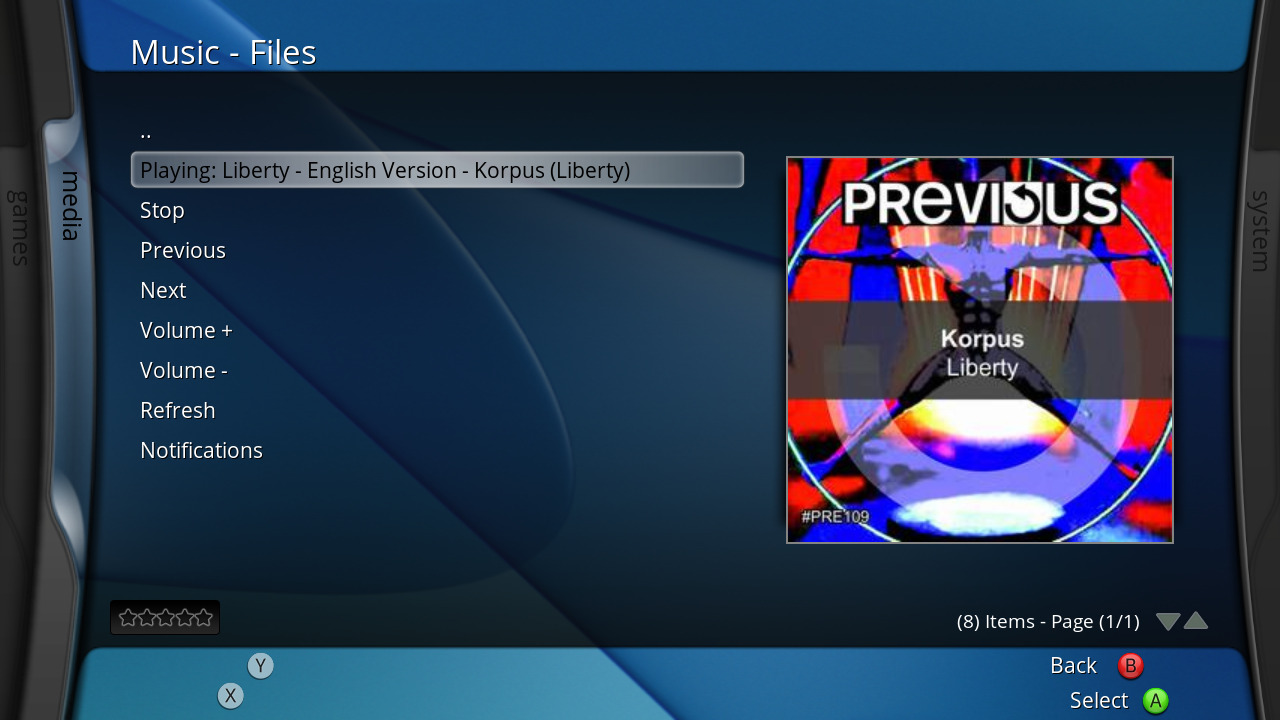 Music - Files
games
media
system
..
Playing: Liberty - English Version - Korpus (Liberty)
Stop
Previous
Next
Volume +
Volume -
Refresh
Notifications
PREVIOUS
Korpus
Liberty
#PRE109
(8) Items - Page (1/1)
Y
X
Back B
Select A